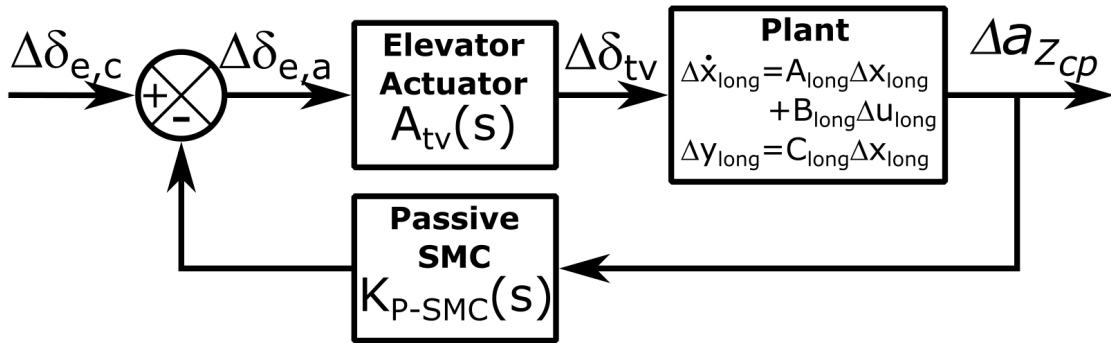 Δδe,c
+
-
Δδe,a
Elevator
Actuator
Atv(s)
Δδtv
Plant
Δẋlong=AlongΔxlong
+BlongΔulong
Δylong=ClongΔxlong
ΔaZcp
Passive
SMC
KP-SMC(s)